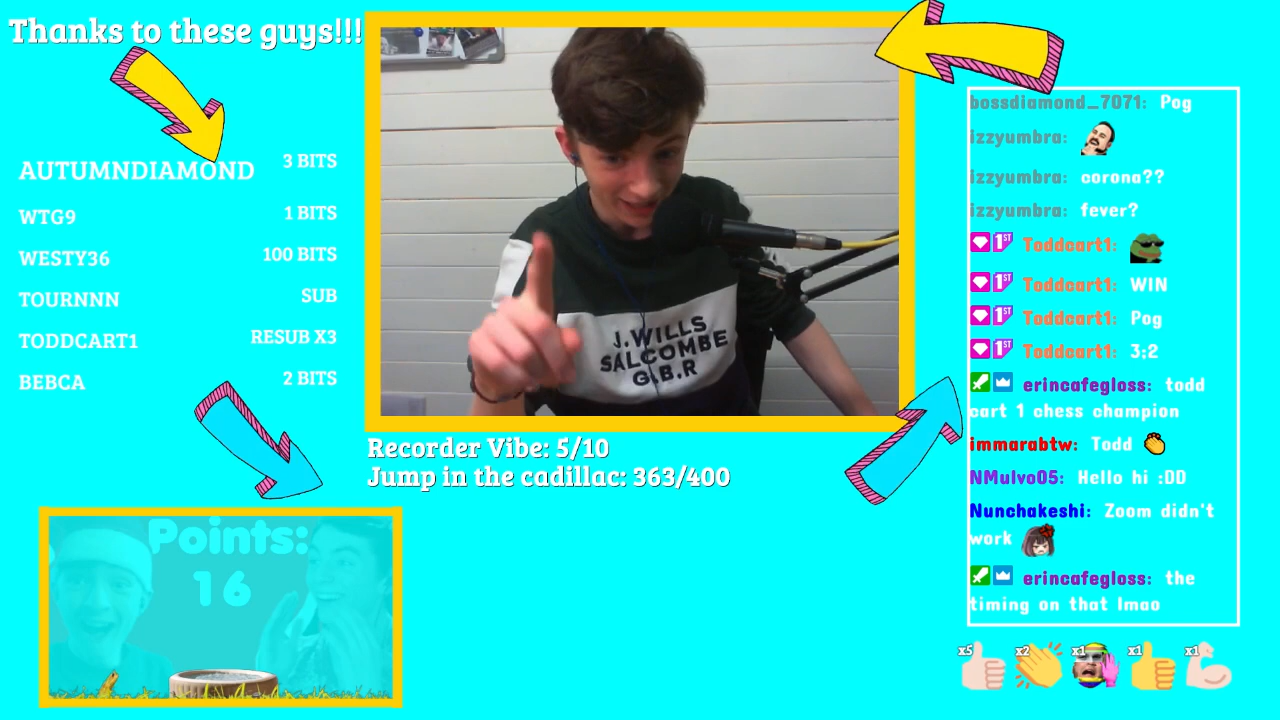 Thanks to these guys!!!
AUTUMNDIAMOND 3 BITS
WTG9 1 BITS
WESTY36 100 BITS
TOURNNN SUB
TODDCART1 RESUB X3
BEBCA 2 BITS
J.WILLS
SALCOMBE
G.B.R
Recorder Vibe: 5/10
Jump in the cadillac: 363/400
Points:
16
bossdiamond_7071: Pog
izzyumbra:
izzyumbra: corona??
izzyumbra: fever?
1ST Toddcart1:
1ST Toddcart1: WIN
1ST Toddcart1: Pog
1ST Toddcart1: 3;2
erincafegloss: todd
cart 1 chess champion
immarabtw: Todd
NMulvo05: Hello hi :DD
Nunchakeshi: Zoom didn't
work
erincafegloss: the
timing on that lmao
x5 x2 x1 x1 x1